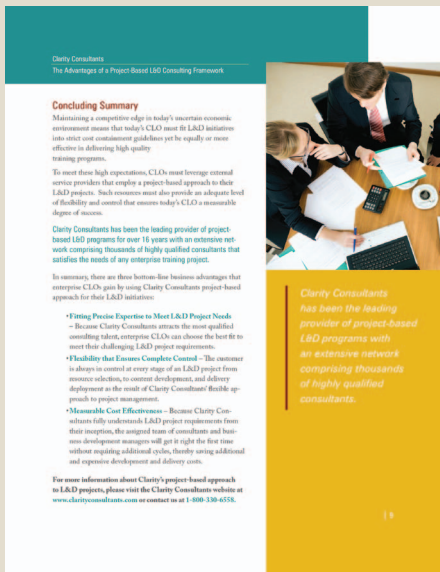 Clarity Consultants
The Advantages of a Project-Based L&D Consulting Framework
Concluding Summary
Maintaining a competitive edge in today's uncertain economic
environment means that today's CLO must fit L&D initiatives
into strict cost containment guidelines yet be equally or more
effective in delivering high quality
training programs.
To meet these high expectations, CLOs must leverage external
service providers that employ a project-based approach to their
L&D projects. Such resources must also provide an adequate level
of flexibility and control that ensures today's CLO a measurable
degree of success.
Clarity Consultants has been the leading provider of project-
based L&D programs for over 16 years with an extensive net-
work comprising thousands of highly qualified consultants that
satisfies the needs of any enterprise training project.
In summary, there are three bottom-line business advantages that
enterprise CLOs gain by using Clarity Consultants project-based
approach for their L&D initiatives:
•Fitting Precise Expertise to Meet L&D Project Needs
– Because Clarity Consultants attracts the most qualified
consulting talent, enterprise CLOs can choose the best fit to
meet their challenging L&D project requirements.
•Flexibility that Ensures Complete Control – The customer
is always in control at every stage of an L&D project from
resource selection, to content development, and delivery
deployment as the result of Clarity Consultants' flexible ap-
proach to project management.
•Measurable Cost Effectiveness – Because Clarity Con-
sultants fully understands L&D project requirements from
their inception, the assigned team of consultants and busi-
ness development managers will get it right the first time
without requiring additional cycles, thereby saving additional
and expensive development and delivery costs.
For more information about Clarity's project-based approach
to L&D projects, please visit the Clarity Consultants website at
www.clarityconsultants.com or contact us at 1-800-330-6558.
Clarity Consultants
has been the leading
provider of project-based
L&D programs with
an extensive network
comprising thousands
of highly qualified
consultants.